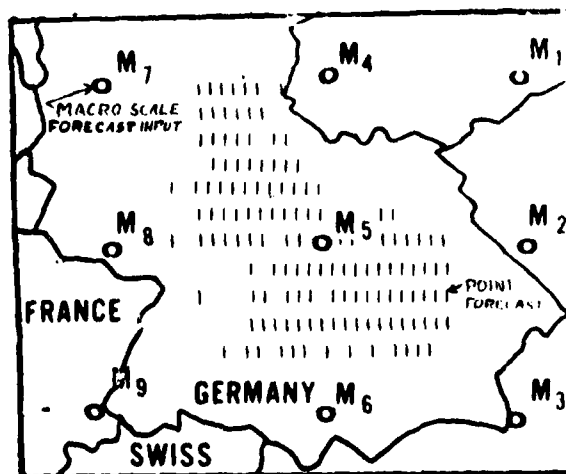 M7
M4
M1
MACRO SCALE
FORECAST INPUT
M8
M5
M2
FRANCE
POINT
FORECAST
M9
GERMANY
M6
M3
SWISS